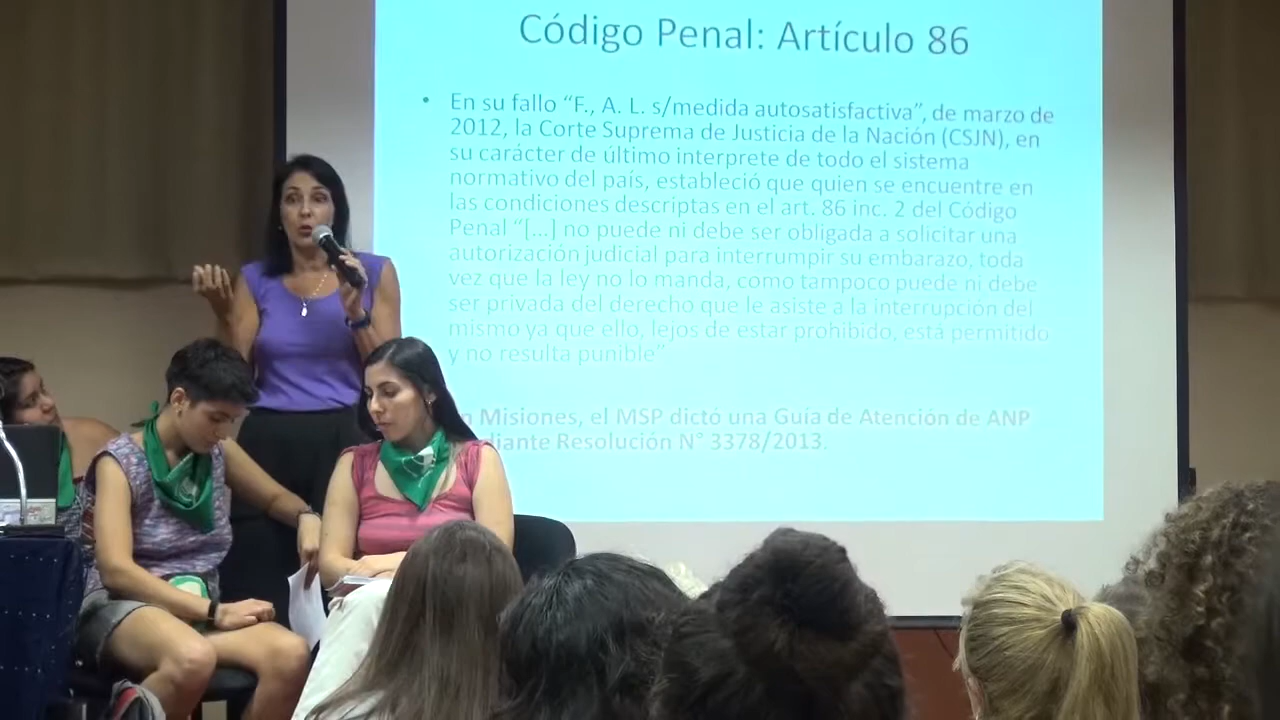 Código Penal: Artículo 86
• En su fallo “F., A. L. s/medida autosatisfactiva”, de marzo de
2012, la Corte Suprema de Justicia de la Nación (CSJN), en
su carácter de último interprete de todo el sistema
normativo del país, estableció que quien se encuentre en
las condiciones descriptas en el art. 86 inc. 2 del Código
Penal “[...] no puede ni debe ser obligada a solicitar una
autorización judicial para interrumpir su embarazo, toda
vez que la ley no lo manda, como tampoco puede ni debe
ser privada del derecho que le asiste a la interrupción del
mismo ya que ello, lejos de estar prohibido, está permitido
y no resulta punible”
n Misiones, el MSP dictó una Guía de Atención de ANP
diante Resolución N° 3378/2013.